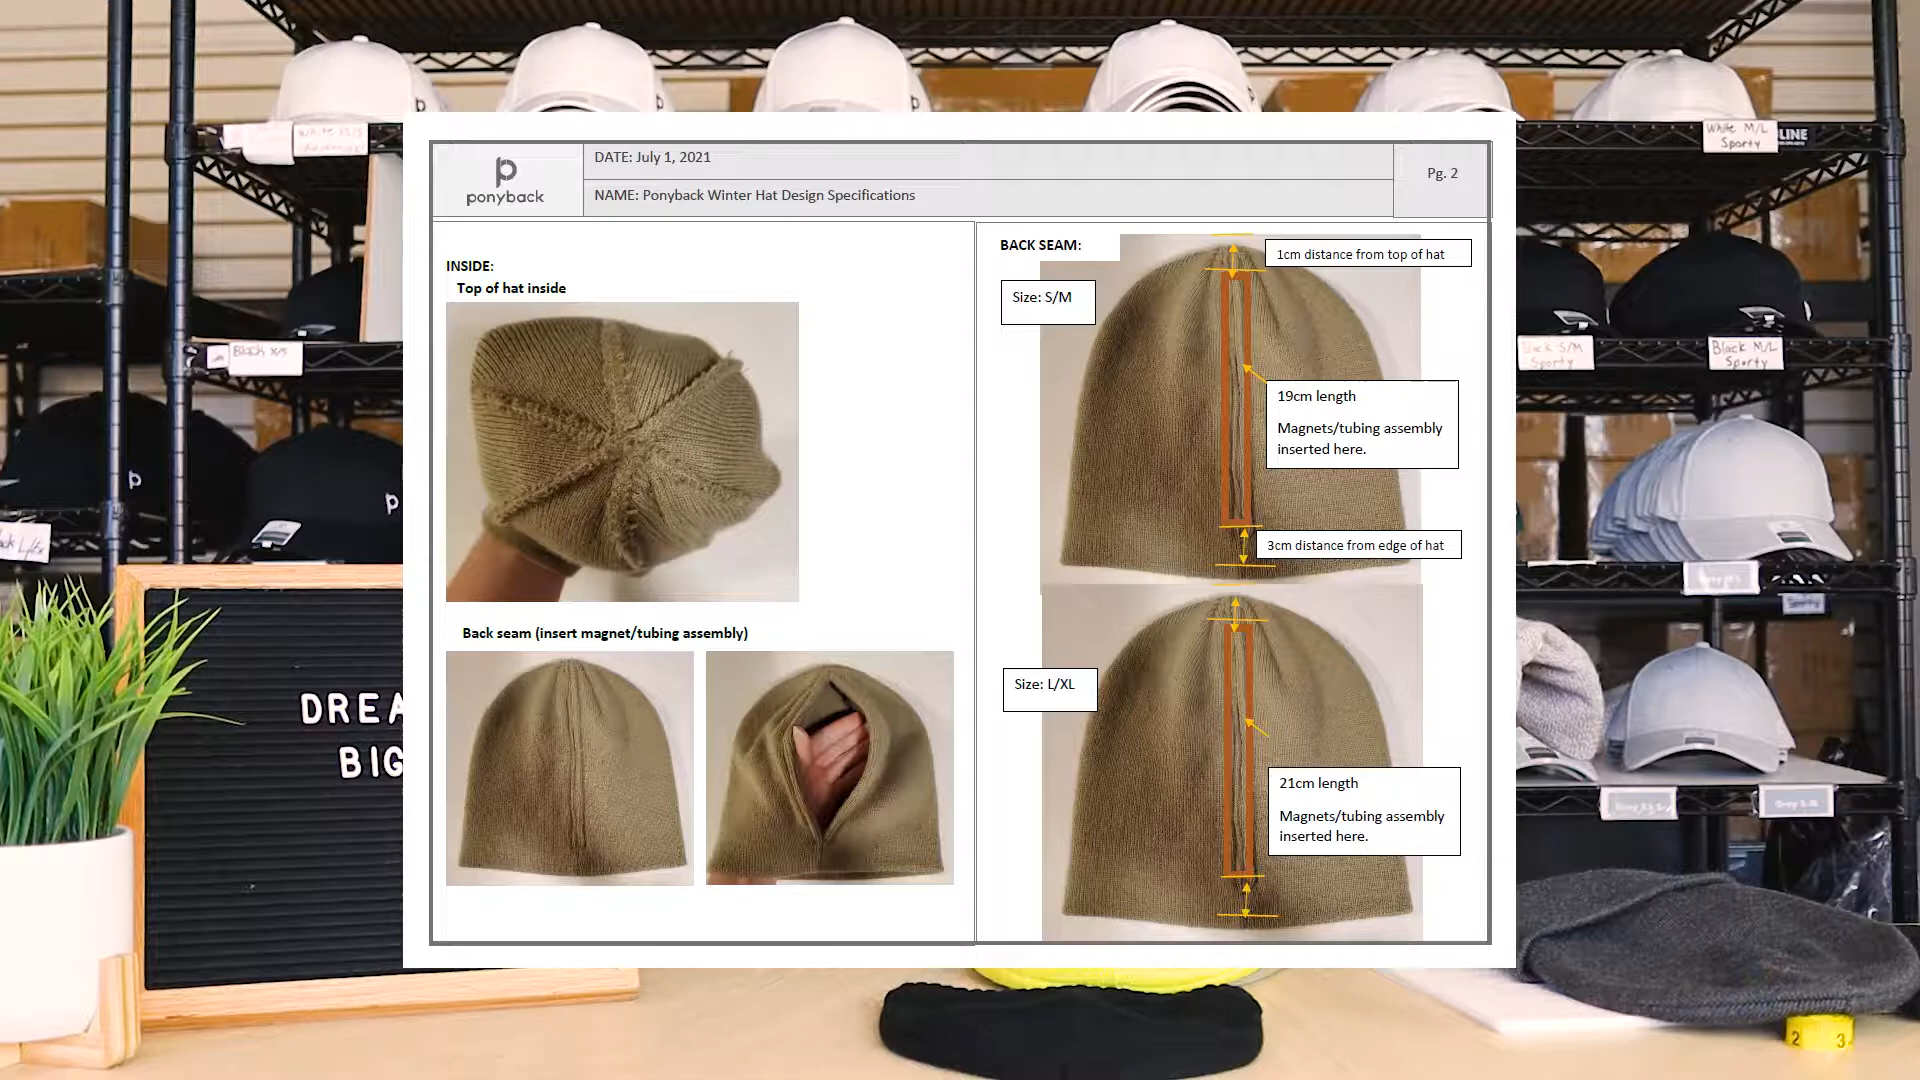 p
ponyback
DATE: July 1, 2021
NAME: Ponyback Winter Hat Design Specifications
Pg. 2
INSIDE:
Top of hat inside
Back seam (insert magnet/tubing assembly)
BACK SEAM:
Size: S/M
1cm distance from top of hat
19cm length
Magnets/tubing assembly
inserted here.
3cm distance from edge of hat
Size: L/XL
21cm length
Magnets/tubing assembly
inserted here.
White M/L
Sporty
LINE
Black M/L
Sporty
S/M
Sporty
Black
p
p
DREA
BIG
2 3